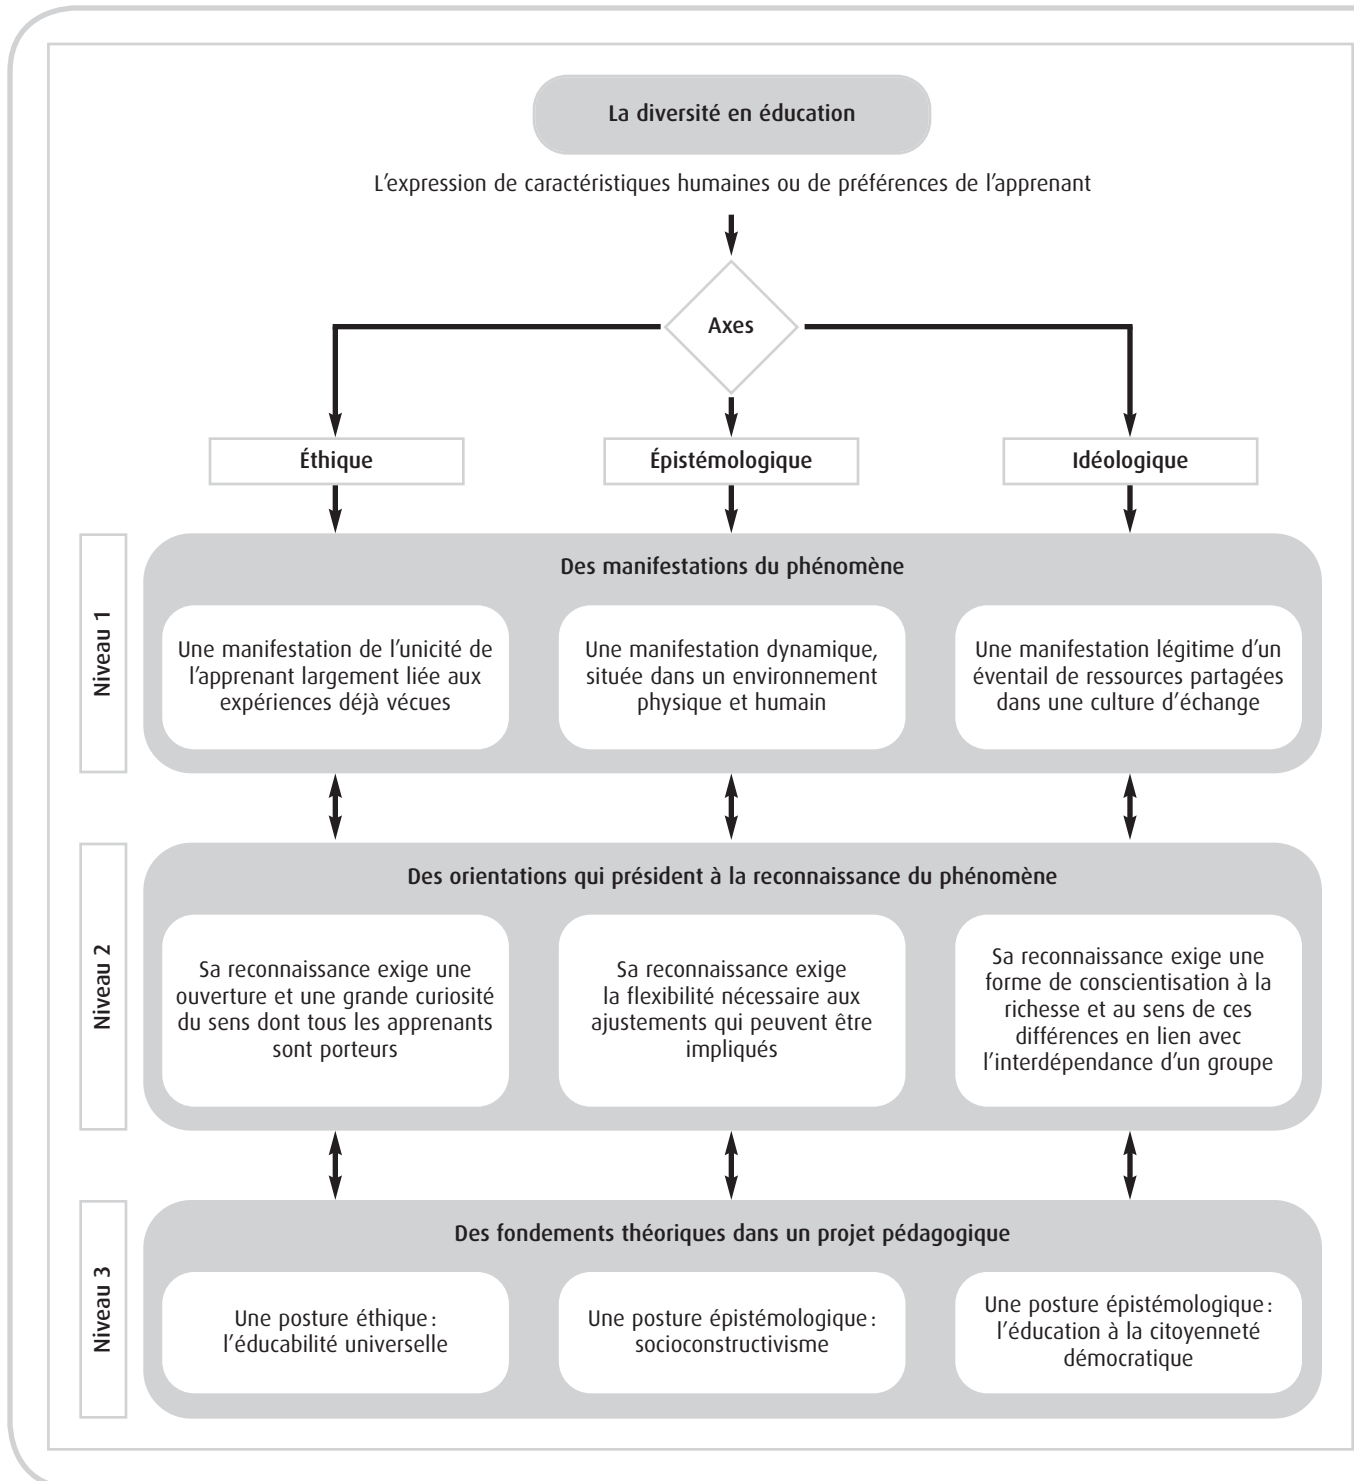 La diversité en éducation
L'expression de caractéristiques humaines ou de préférences de l'apprenant
Axes
Éthique
Épistémologique
Idéologique
Niveau 1
Des manifestations du phénomène
Une manifestation de l'unicité de
l'apprenant largement liée aux
expériences déjà vécues
Une manifestation dynamique,
située dans un environnement
physique et humain
Une manifestation légitime d'un
éventail de ressources partagées
dans une culture d'échange
Niveau 2
Des orientations qui président à la reconnaissance du phénomène
Sa reconnaissance exige une
ouverture et une grande curiosité
du sens dont tous les apprenants
sont porteurs
Sa reconnaissance exige
la flexibilité nécessaire aux
ajustements qui peuvent être
impliqués
Sa reconnaissance exige une
forme de conscientisation à la
richesse et au sens de ces
différences en lien avec
l'interdépendance d'un groupe
Niveau 3
Des fondements théoriques dans un projet pédagogique
Une posture éthique :
l'éducabilité universelle
Une posture épistémologique :
socioconstructivisme
Une posture épistémologique :
l'éducation à la citoyenneté
démocratique